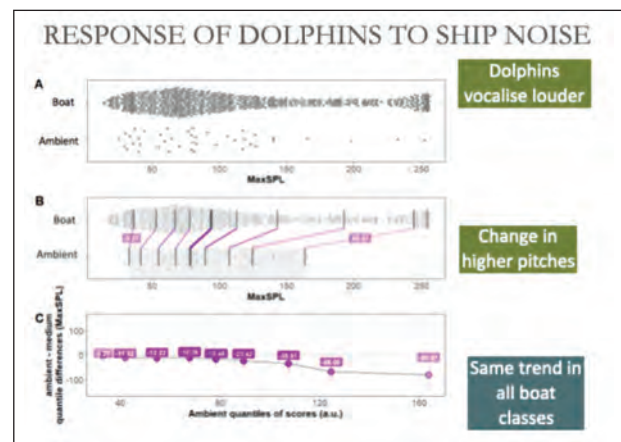 RESPONSE OF DOLPHINS TO SHIP NOISE
A
Boat
Ambient
50
100
150
200
250
MaxSPL
Dolphins
vocalise louder
B
Boat
Ambient
50
100
150
200
250
MaxSPL
Change in
higher pitches
C
ambient - medium
quantile differences (MaxSPL)
100
0
-100
40
80
120
160
Ambient quantiles of scores (a.u.)
Same trend in
all boat
classes